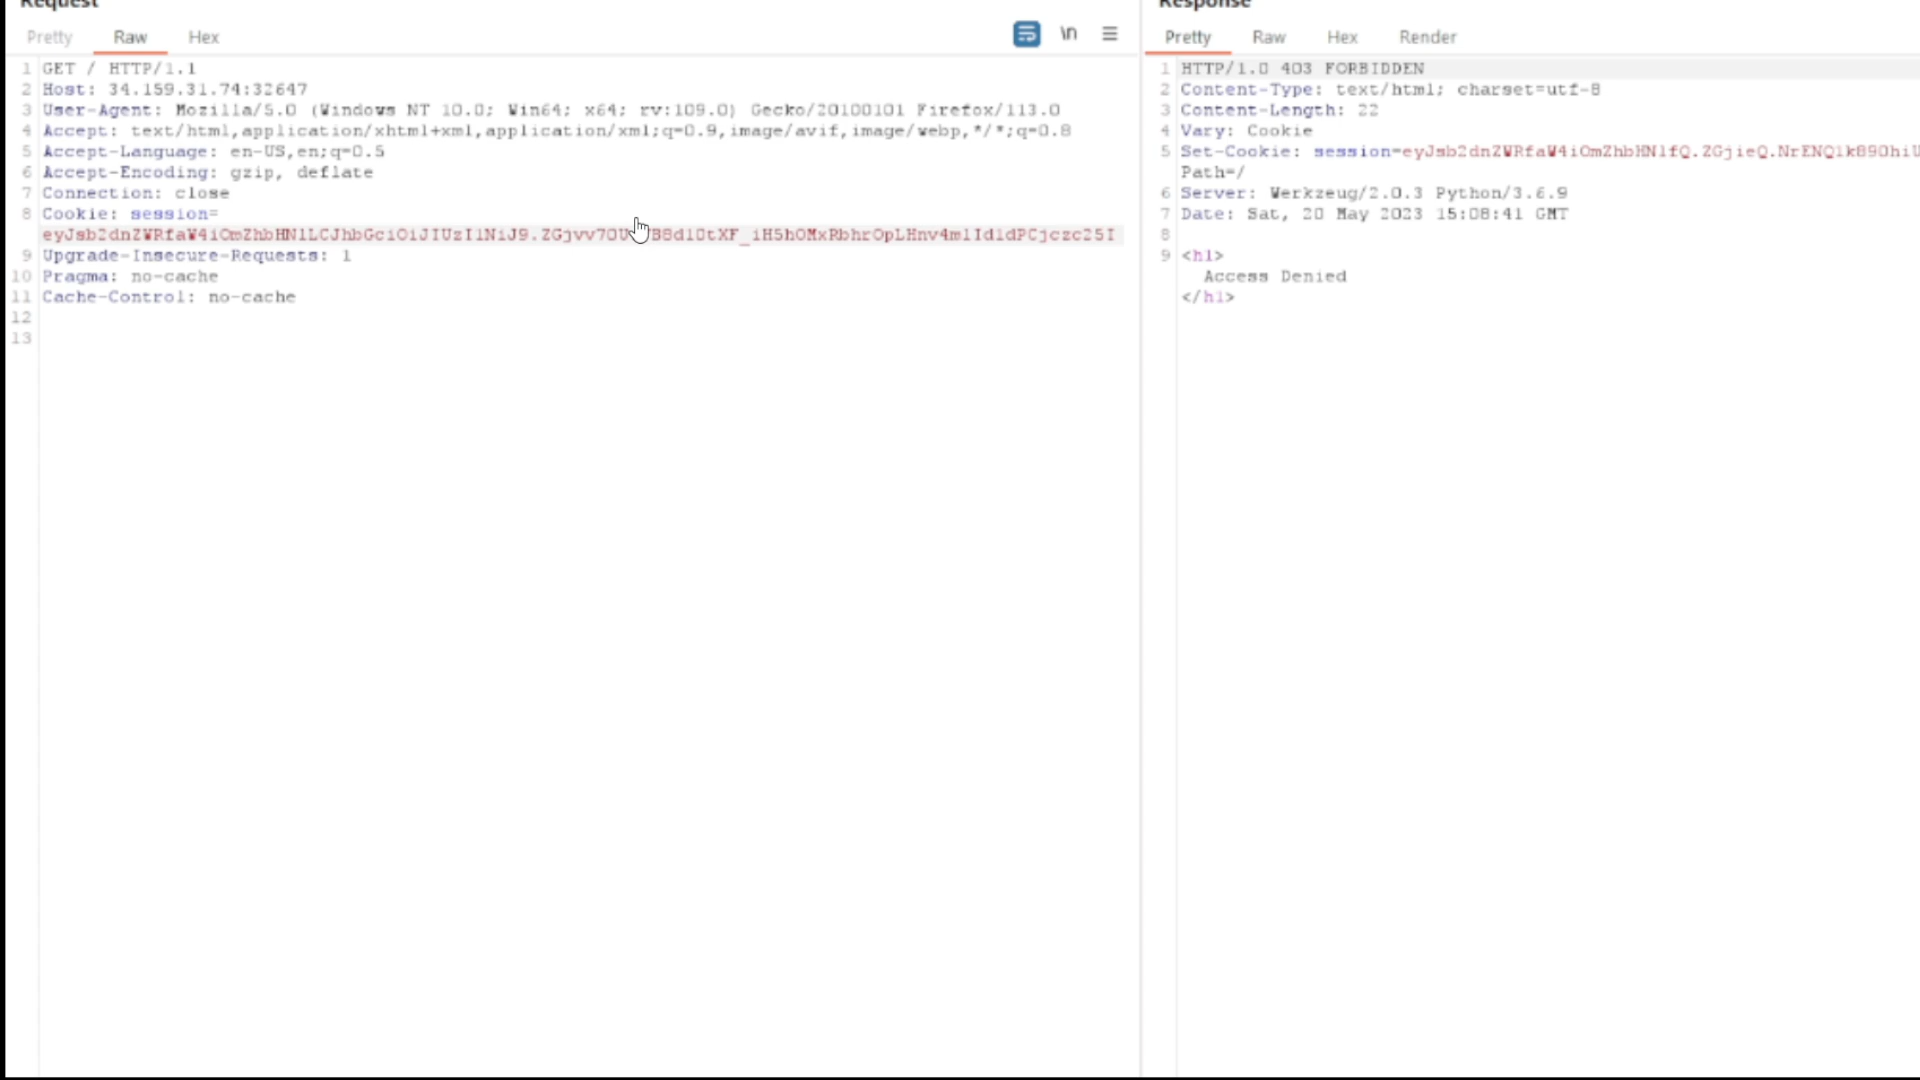 Request
Pretty Raw Hex \n
1 GET / HTTP/1.1
2 Host: 34.159.31.74:32647
3 User-Agent: Mozilla/5.0 (Windows NT 10.0; Win64; x64; rv:109.0) Gecko/20100101 Firefox/113.0
4 Accept: text/html,application/xhtml+xml,application/xml;q=0.9,image/avif,image/webp,*/*;q=0.8
5 Accept-Language: en-US,en;q=0.5
6 Accept-Encoding: gzip, deflate
7 Connection: close
8 Cookie: session=
9 Upgrade-Insecure-Requests: 1
10 Pragma: no-cache
11 Cache-Control: no-cache
12
13
Response
Pretty Raw Hex Render
1 HTTP/1.0 403 FORBIDDEN
2 Content-Type: text/html; charset=utf-8
3 Content-Length: 22
4 Vary: Cookie
5 Set-Cookie:
Path=/
6 Server: Werkzeug/2.0.3 Python/3.6.9
7 Date: Sat, 20 May 2023 15:08:41 GMT
8
9 <h1>
Access Denied
</h1>